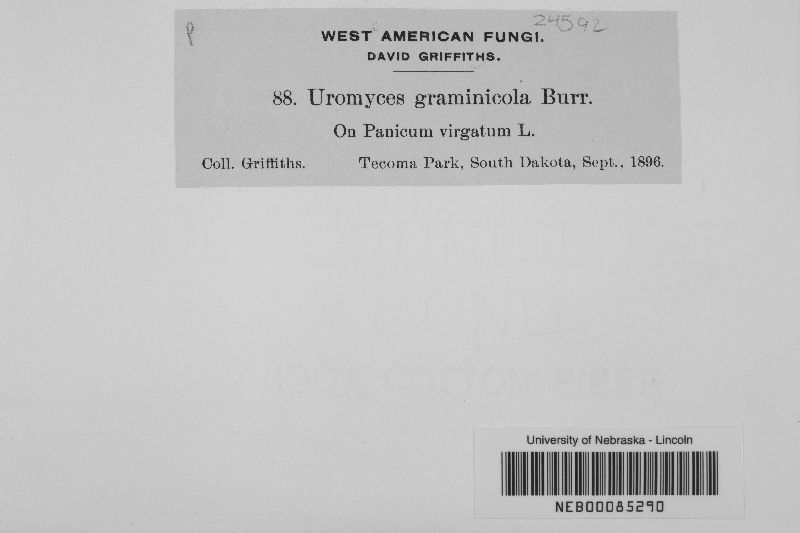 24592
WEST AMERICAN FUNGI.
DAVID GRIFFITHS.
88. Uromyces graminicola Burr.
On Panicum virgatum L.
Coll. Griffiths. Tecoma Park, South Dakota, Sept., 1896.
University of Nebraska - Lincoln
NEB00085290